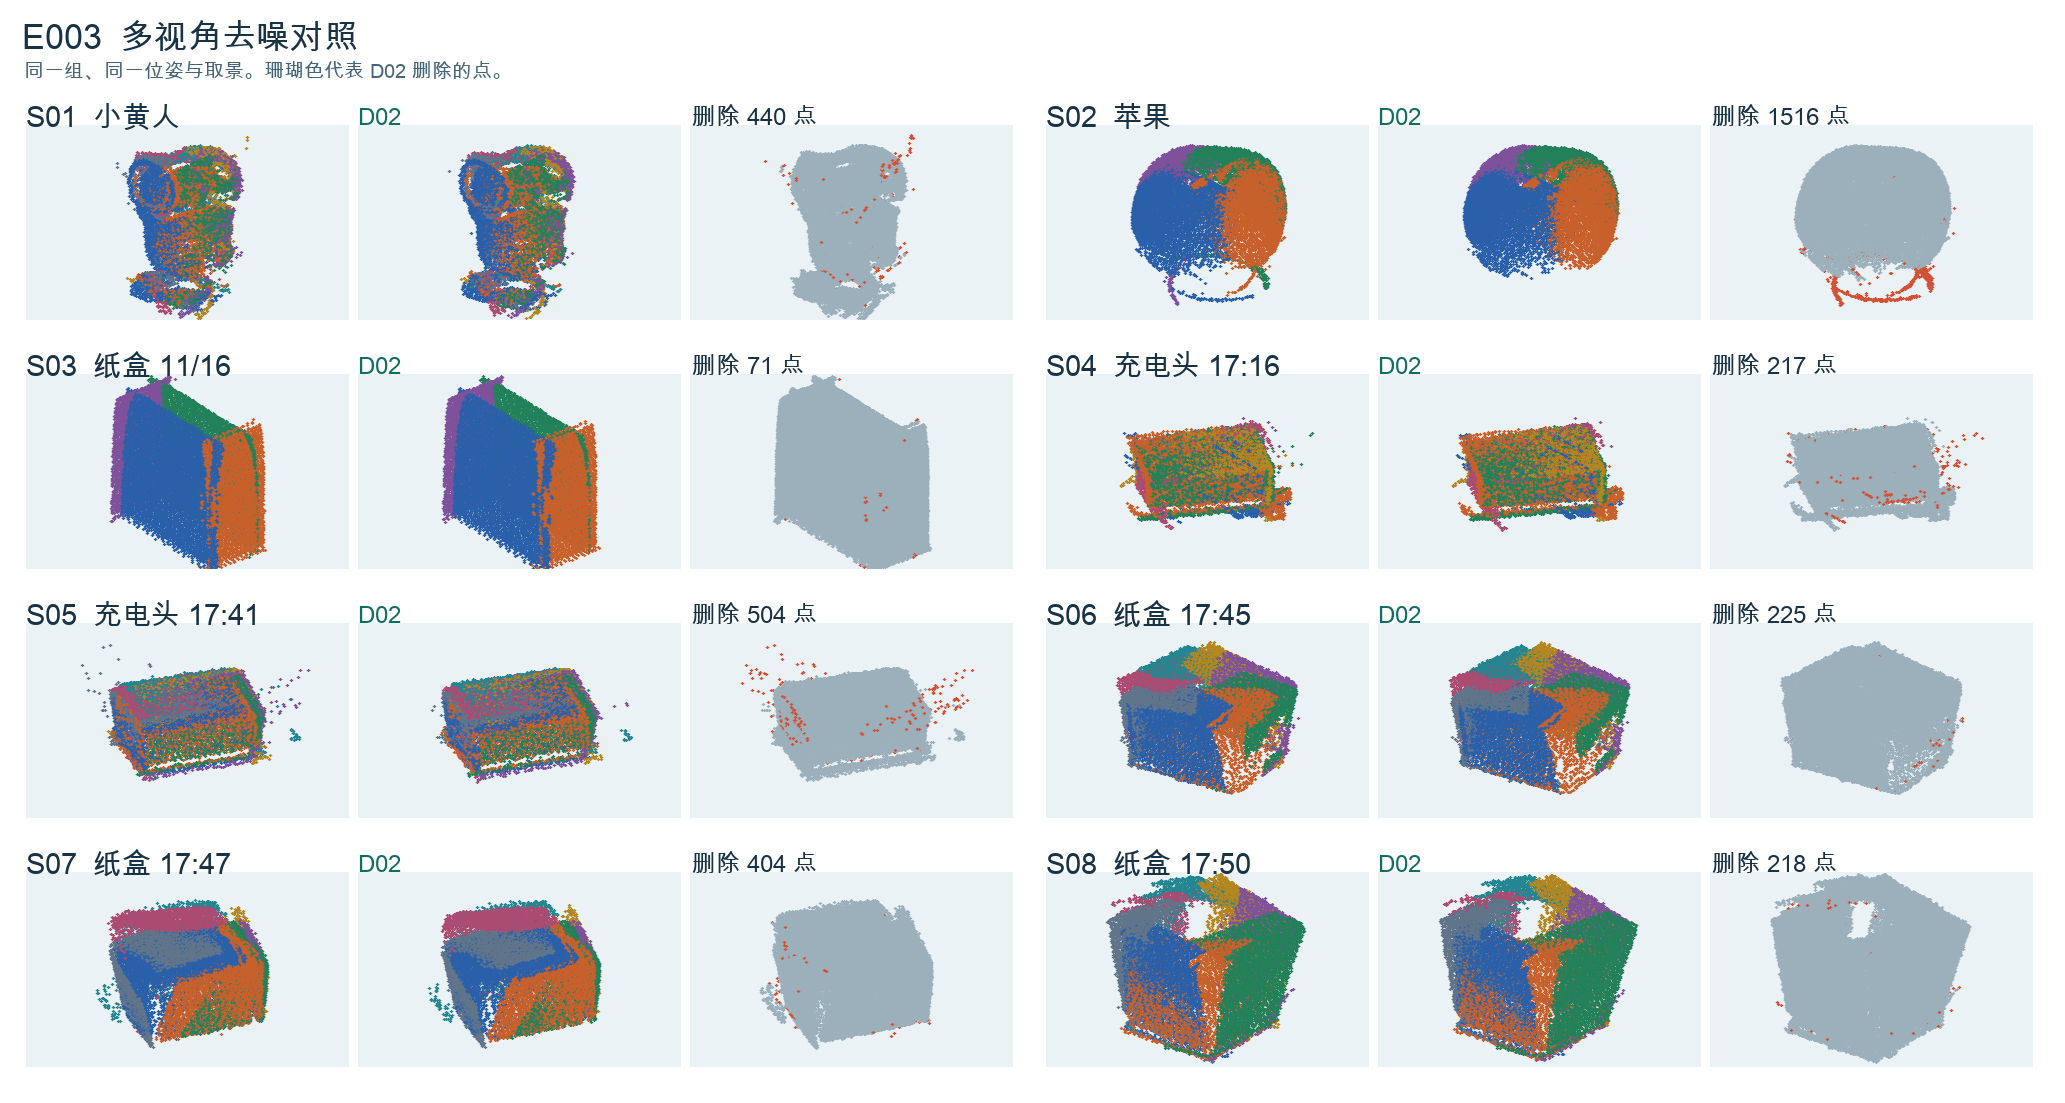 E003 多视角去噪对照
同一组、同一位姿与取景。珊瑚色代表 D02 删除的点。
S01 小黄人
D02
删除 440 点
S02 苹果
D02
删除 1516 点
S03 纸盒 11/16
D02
删除 71 点
S04 充电头 17:16
D02
删除 217 点
S05 充电头 17:41
D02
删除 504 点
S06 纸盒 17:45
D02
删除 225 点
S07 纸盒 17:47
D02
删除 404 点
S08 纸盒 17:50
D02
删除 218 点